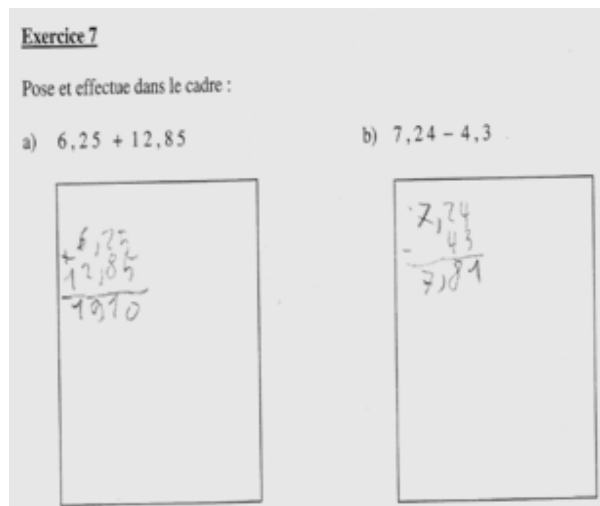 Exercice 7
Pose et effectue dans le cadre :
a) 6,25 + 12,85
b) 7,24 – 4,3
6,25
+
12,85
1910
7,24
- 43
7,81